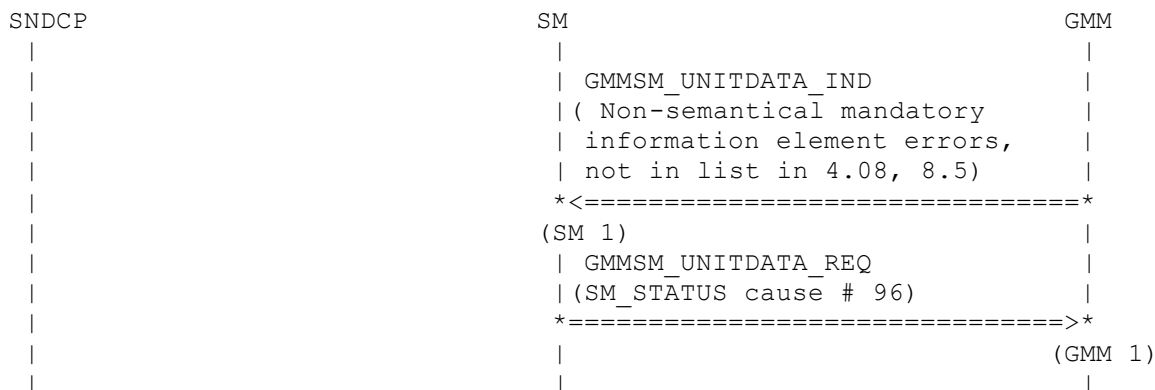 SNDCP                            SM                               GMM
 |                                |                                |
 |                                | GMMSM_UNITDATA_IND             |
 |                                |( Non-semantical mandatory      |
 |                                | information element errors,    |
 |                                | not in list in 4.08, 8.5)      |
 |                                *<===============================*
 |                               (SM 1)                            |
 |                                | GMMSM_UNITDATA_REQ             |
 |                                |(SM_STATUS cause # 96)          |
 |                                *===============================>*
 |                                |                              (GMM 1)
 |                                |                                |